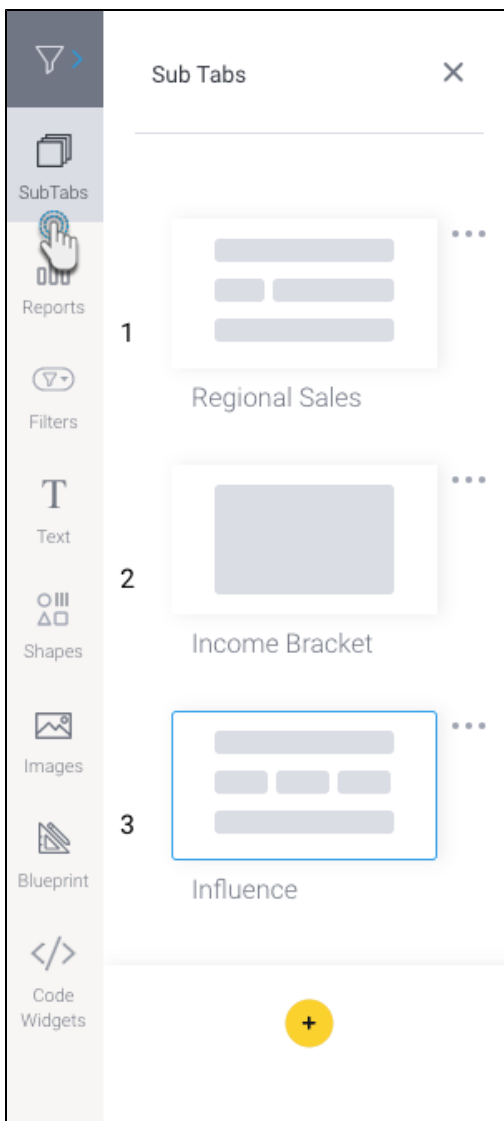 Sub Tabs
SubTabs
Reports
Filters
T
Text
Shapes
Images
Blueprint
</>
Code
Widgets
1
Regional Sales
2
Income Bracket
3
Influence
+